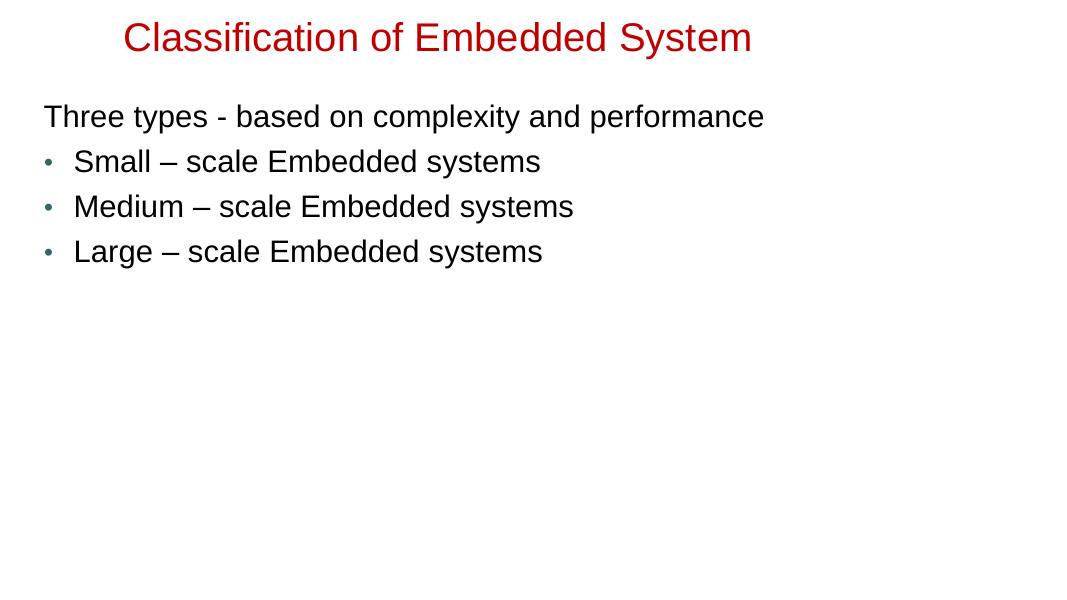 Classification of Embedded System
Three types - based on complexity and performance
• Small – scale Embedded systems
• Medium – scale Embedded systems
• Large – scale Embedded systems